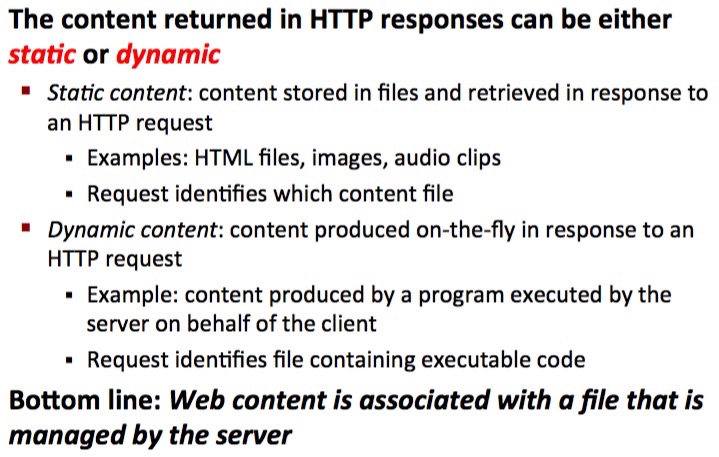 The content returned in HTTP responses can be either
static or dynamic
▪ Static content: content stored in files and retrieved in response to
an HTTP request
▪ Examples: HTML files, images, audio clips
▪ Request identifies which content file
▪ Dynamic content: content produced on-the-fly in response to an
HTTP request
▪ Example: content produced by a program executed by the
server on behalf of the client
▪ Request identifies file containing executable code
Bottom line: Web content is associated with a file that is
managed by the server